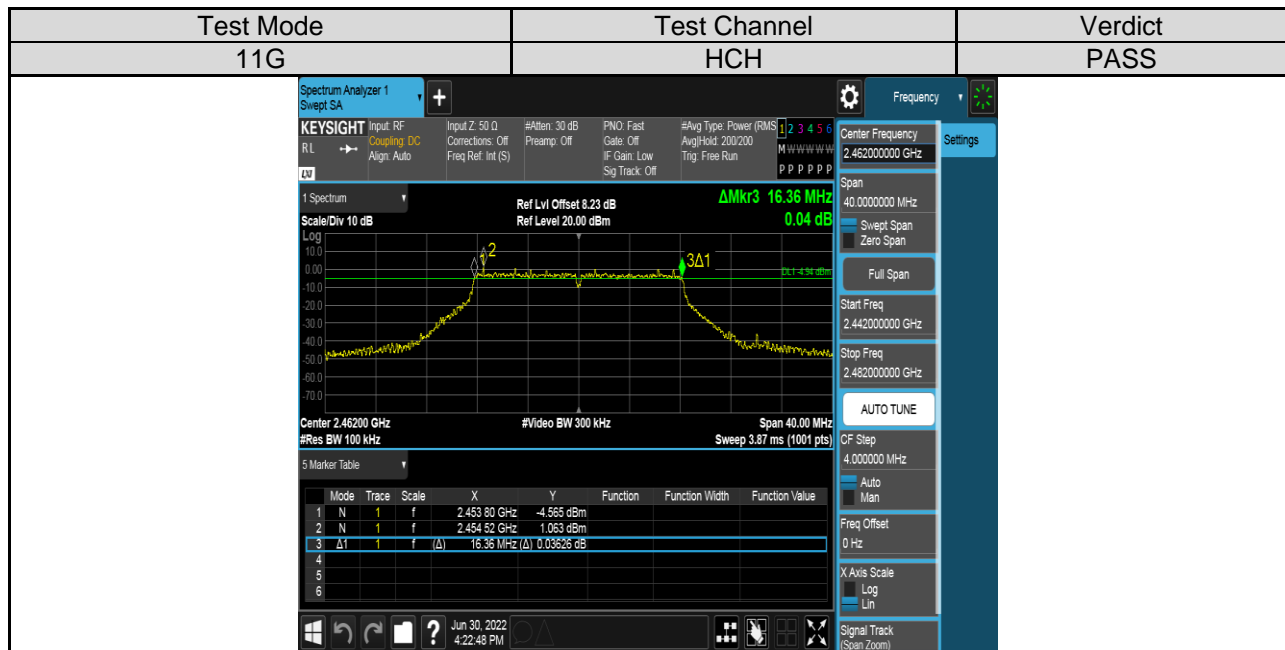 Test Mode Test Channel Verdict
11G HCH PASS
Spectrum Analyzer 1
Swept SA
Frequency
KEYSIGHT
RL
LXI
Input: RF
Coupling: DC
Align: Auto
Input Z: 50 Ω
Corrections: Off
Freq Ref: Int (S)
#Atten: 30 dB
Preamp: Off
PNO: Fast
Gate: Off
IF Gain: Low
Sig Track: Off
#Avg Type: Power (RMS
Avg|Hold: 200/200
Trig: Free Run
1 2 3 4 5 6
M W W W W W
P P P P P P
1 Spectrum
Scale/Div 10 dB
Ref Lvl Offset 8.23 dB
Ref Level 20.00 dBm
ΔMkr3 16.36 MHz
0.04 dB
Log
10.0
0.00
-10.0
-20.0
-30.0
-40.0
-50.0
-60.0
-70.0
1
2
3Δ1
DL1 -4.94 dBm
Center 2.46200 GHz #Video BW 300 kHz Span 40.00 MHz
#Res BW 100 kHz Sweep 3.87 ms (1001 pts)
5 Marker Table
Mode Trace Scale X Y Function Function Width Function Value
1 N 1 f 2.453 80 GHz -4.565 dBm
2 N 1 f 2.454 52 GHz 1.063 dBm
3 Δ1 1 f (Δ) 16.36 MHz (Δ) 0.03626 dB
4
5
6
Jun 30, 2022
4:22:48 PM
Center Frequency
2.462000000 GHz
Settings
Span
40.0000000 MHz
Swept Span
Zero Span
Full Span
Start Freq
2.442000000 GHz
Stop Freq
2.482000000 GHz
AUTO TUNE
CF Step
4.000000 MHz
Auto
Man
Freq Offset
0 Hz
X Axis Scale
Log
Lin
Signal Track
(Span Zoom)